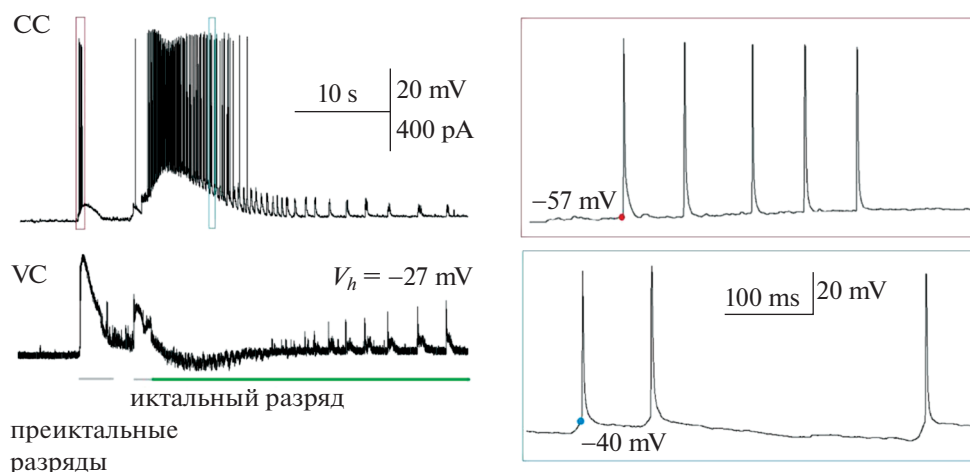 CC
10 s
20 mV
400 pA
–57 mV
VC
V_h = –27 mV
иктальный разряд
преиктальные
разряды
100 ms
20 mV
–40 mV